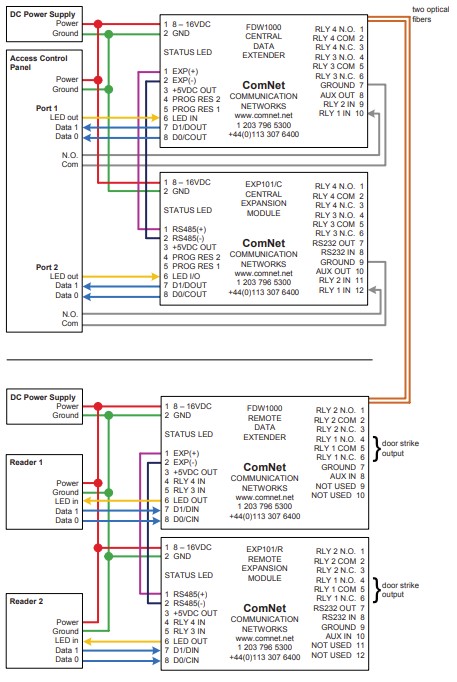 two optical
fibers
DC Power Supply
Power
Ground
Access Control
Panel
Power
Ground
Port 1
LED out
Data 1
Data 0
N.O.
Com
Port 2
LED out
Data 1
Data 0
N.O.
Com
1 8 – 16VDC
2 GND
STATUS LED
1 EXP(+)
2 EXP(-)
3 +5VDC OUT
4 PROG RES 2
5 PROG RES 1
6 LED IN
7 D1/DOUT
8 D0/COUT
FDW1000
CENTRAL
DATA
EXTENDER
ComNet
COMMUNICATION
NETWORKS
www.comnet.net
1 203 796 5300
+44(0)113 307 6400
RLY 4 N.O. 1
RLY 4 COM 2
RLY 4 N.C. 3
RLY 3 N.O. 4
RLY 3 COM 5
RLY 3 N.C. 6
GROUND 7
AUX OUT 8
RLY 2 IN 9
RLY 1 IN 10
1 8 – 16VDC
2 GND
STATUS LED
1 RS485(+)
2 RS485(-)
3 +5VDC OUT
4 PROG RES 2
5 PROG RES 1
6 LED I/O
7 D1/DOUT
8 D0/COUT
EXP101/C
CENTRAL
EXPANSION
MODULE
ComNet
COMMUNICATION
NETWORKS
www.comnet.net
1 203 796 5300
+44(0)113 307 6400
RLY 4 N.O. 1
RLY 4 COM 2
RLY 4 N.C. 3
RLY 3 N.O. 4
RLY 3 COM 5
RLY 3 N.C. 6
RS232 OUT 7
RS232 IN 8
GROUND 9
AUX OUT 10
RLY 2 IN 11
RLY 1 IN 12
DC Power Supply
Power
Ground
Reader 1
Power
Ground
LED in
Data 1
Data 0
Reader 2
Power
Ground
LED in
Data 1
Data 0
1 8 – 16VDC
2 GND
STATUS LED
1 EXP(+)
2 EXP(-)
3 +5VDC OUT
4 RLY 4 IN
5 RLY 3 IN
6 LED OUT
7 D1/DIN
8 D0/CIN
FDW1000
REMOTE
DATA
EXTENDER
ComNet
COMMUNICATION
NETWORKS
www.comnet.net
1 203 796 5300
+44(0)113 307 6400
RLY 2 N.O. 1
RLY 2 COM 2
RLY 2 N.C. 3
RLY 1 N.O. 4
RLY 1 COM 5
RLY 1 N.C. 6
GROUND 7
AUX IN 8
NOT USED 9
NOT USED 10
door strike
output
1 8 – 16VDC
2 GND
STATUS LED
1 RS485(+)
2 RS485(-)
3 +5VDC OUT
4 RLY 4 IN
5 RLY 3 IN
6 LED OUT
7 D1/DIN
8 D0/CIN
EXP101/R
REMOTE
EXPANSION
MODULE
ComNet
COMMUNICATION
NETWORKS
www.comnet.net
1 203 796 5300
+44(0)113 307 6400
RLY 2 N.O. 1
RLY 2 COM 2
RLY 2 N.C. 3
RLY 1 N.O. 4
RLY 1 COM 5
RLY 1 N.C. 6
RS232 OUT 7
RS232 IN 8
GROUND 9
AUX IN 10
NOT USED 11
NOT USED 12
door strike
output